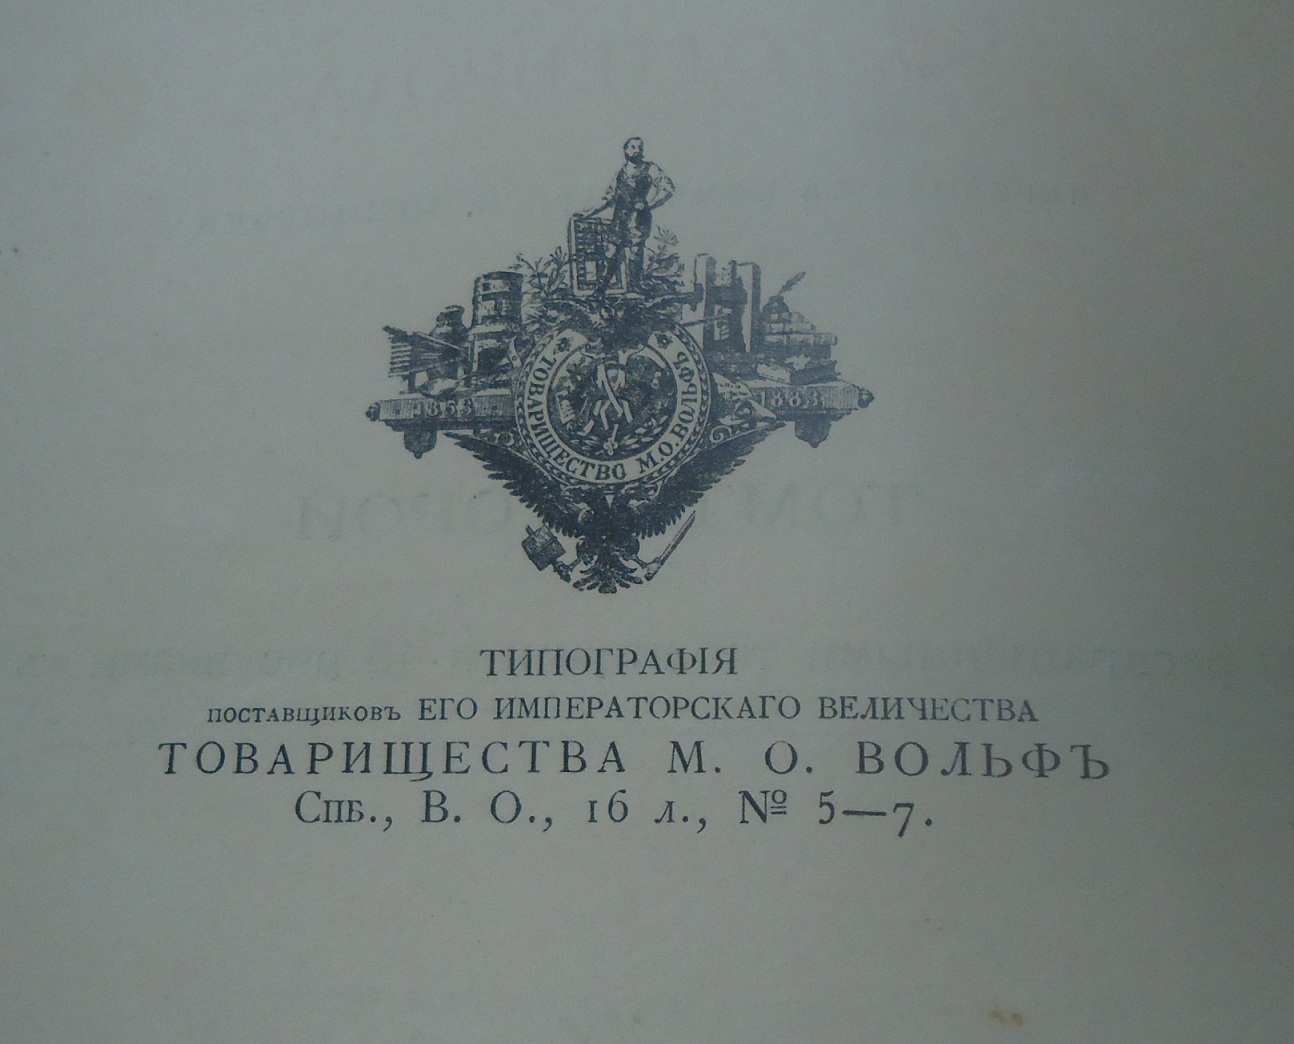 1853 1883
ТОВАРИЩЕСТВО М.О.ВОЛЬФЪ
ТИПОГРАФІЯ
ПОСТАВЩИКОВЪ ЕГО ИМПЕРАТОРСКАГО ВЕЛИЧЕСТВА
ТОВАРИЩЕСТВА М. О. ВОЛЬФЪ
Спб., В. О., 16 л., № 5—7.